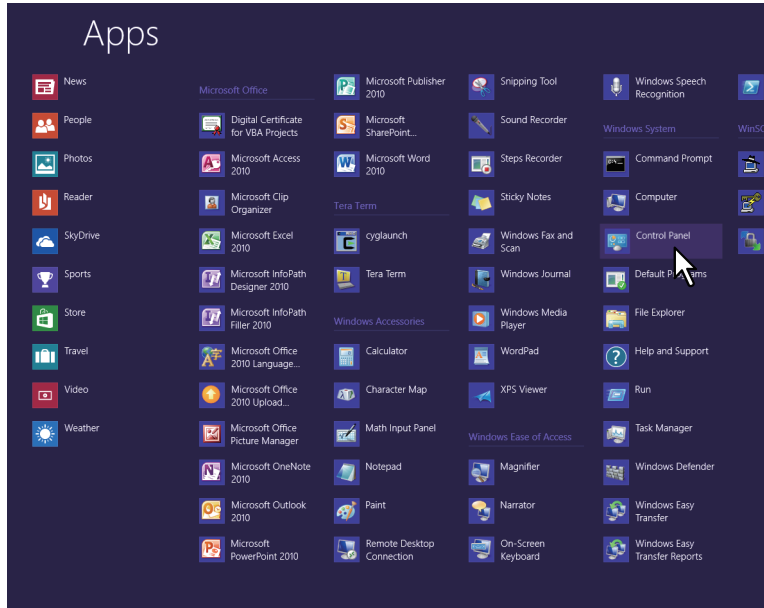 Apps
News
People
Photos
Reader
SkyDrive
Sports
Store
Travel
Video
Weather
Microsoft Office
Digital Certificate
for VBA Projects
Microsoft Access
2010
Microsoft Clip
Organizer
Microsoft Excel
2010
Microsoft InfoPath
Designer 2010
Microsoft InfoPath
Filler 2010
Microsoft Office
2010 Language...
Microsoft Office
2010 Upload...
Microsoft Office
Picture Manager
Microsoft OneNote
2010
Microsoft Outlook
2010
Microsoft
PowerPoint 2010
Microsoft Publisher
2010
Microsoft
SharePoint...
Microsoft Word
2010
Tera Term
cyglaunch
Tera Term
Windows Accessories
Calculator
Character Map
Math Input Panel
Notepad
Paint
Remote Desktop
Connection
Snipping Tool
Sound Recorder
Steps Recorder
Sticky Notes
Windows Fax and
Scan
Windows Journal
Windows Media
Player
WordPad
XPS Viewer
Windows Ease of Access
Magnifier
Narrator
On-Screen
Keyboard
Windows Speech
Recognition
Windows System
Command Prompt
Computer
Control Panel
Default Programs
File Explorer
Help and Support
Run
Task Manager
Windows Defender
Windows Easy
Transfer
Windows Easy
Transfer Reports